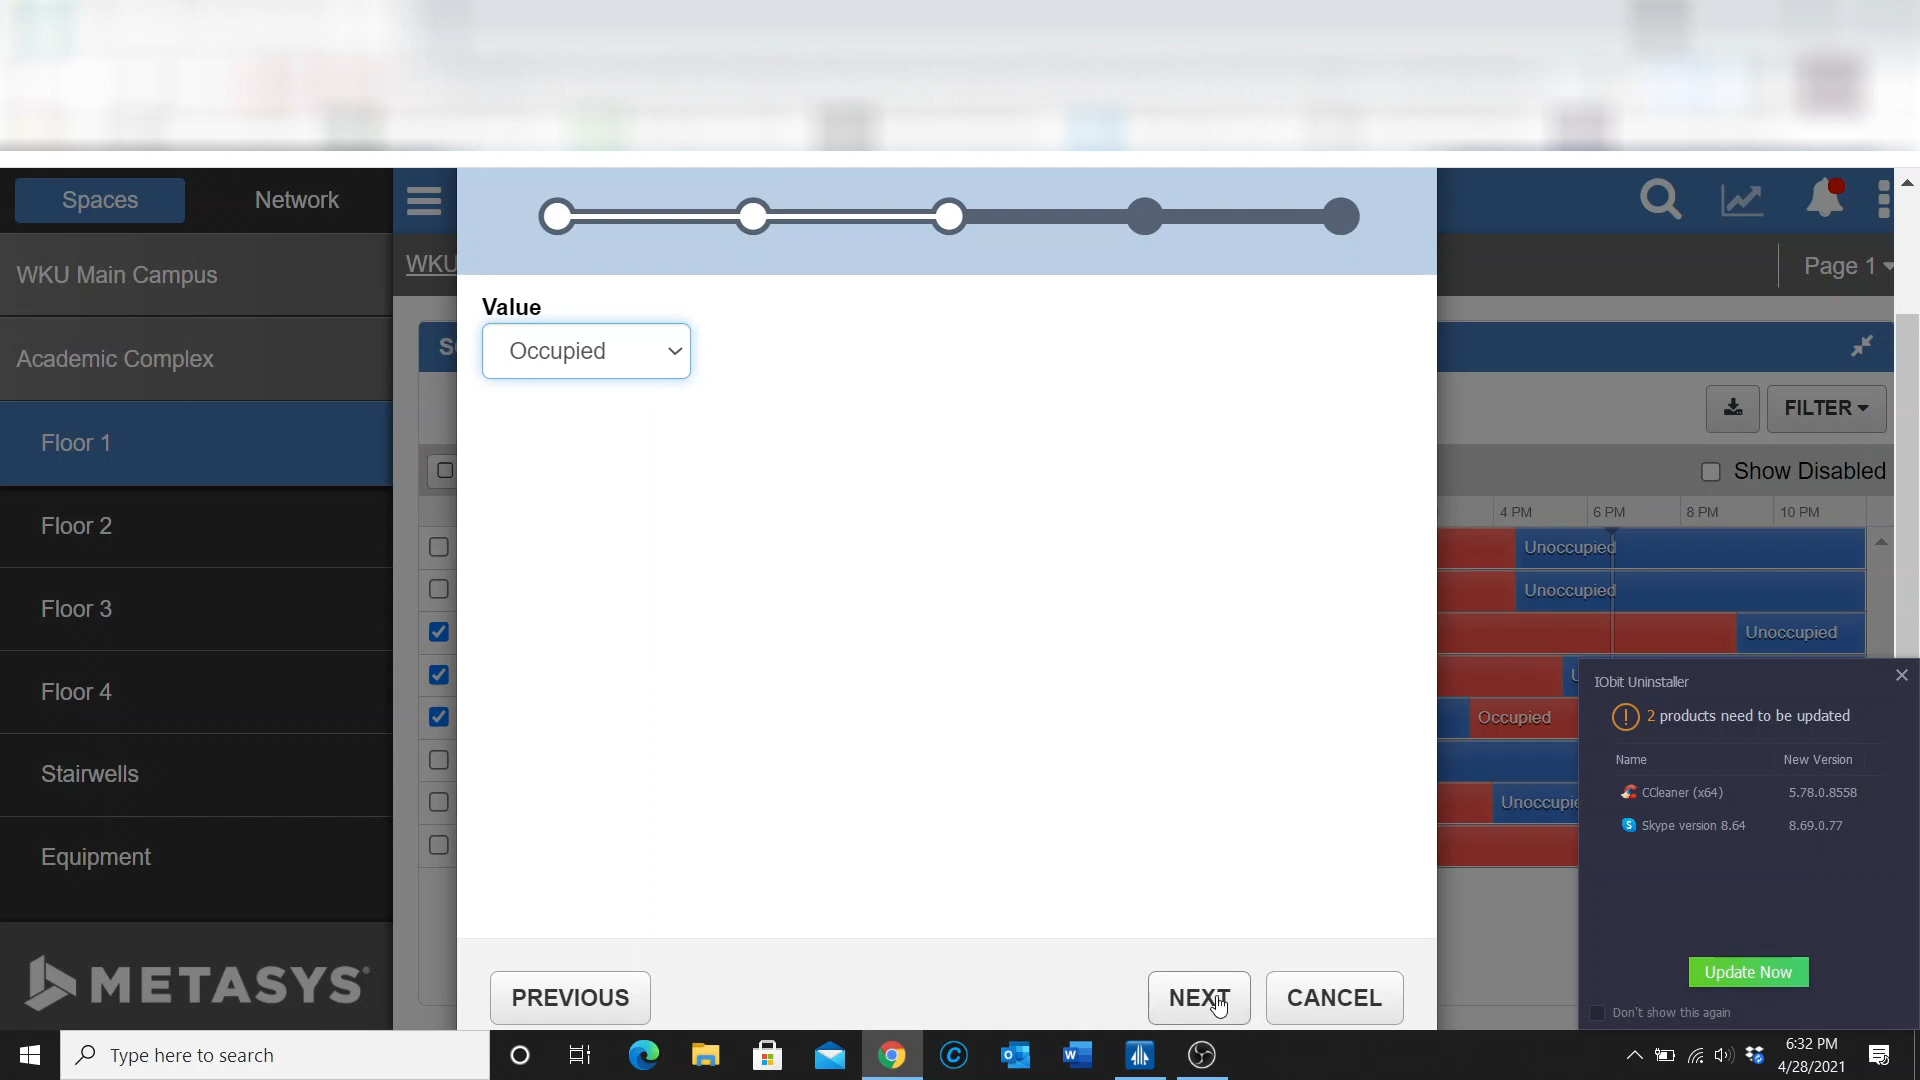 Spaces
Network
WKU Main Campus
Academic Complex
Floor 1
Floor 2
Floor 3
Floor 4
Stairwells
Equipment
METASYS
WKU
Page 1
Value
Occupied
PREVIOUS
NEXT
CANCEL
FILTER
Show Disabled
4 PM
6 PM
8 PM
10 PM
Unoccupied
Unoccupied
Unoccupied
Occupied
IObit Uninstaller
2 products need to be updated
Name
New Version
CCleaner (x64)
5.78.0.8558
Skype version 8.64
8.69.0.77
Update Now
Don't show this again
Type here to search
6:32 PM
4/28/2021